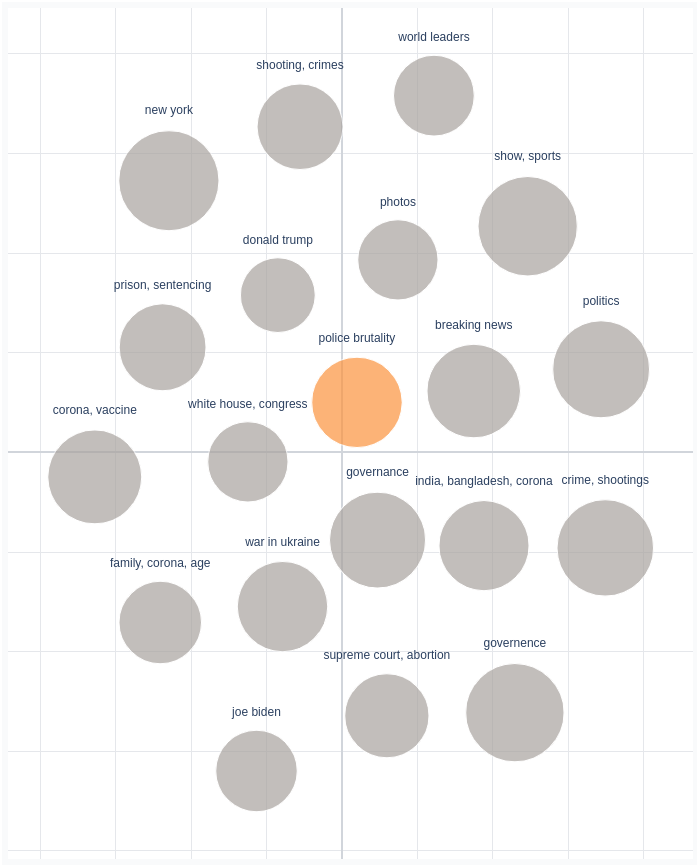 world leaders
shooting, crimes
new york
show, sports
photos
donald trump
prison, sentencing
politics
breaking news
police brutality
white house, congress
corona, vaccine
governance
india, bangladesh, corona
crime, shootings
war in ukraine
family, corona, age
governence
supreme court, abortion
joe biden